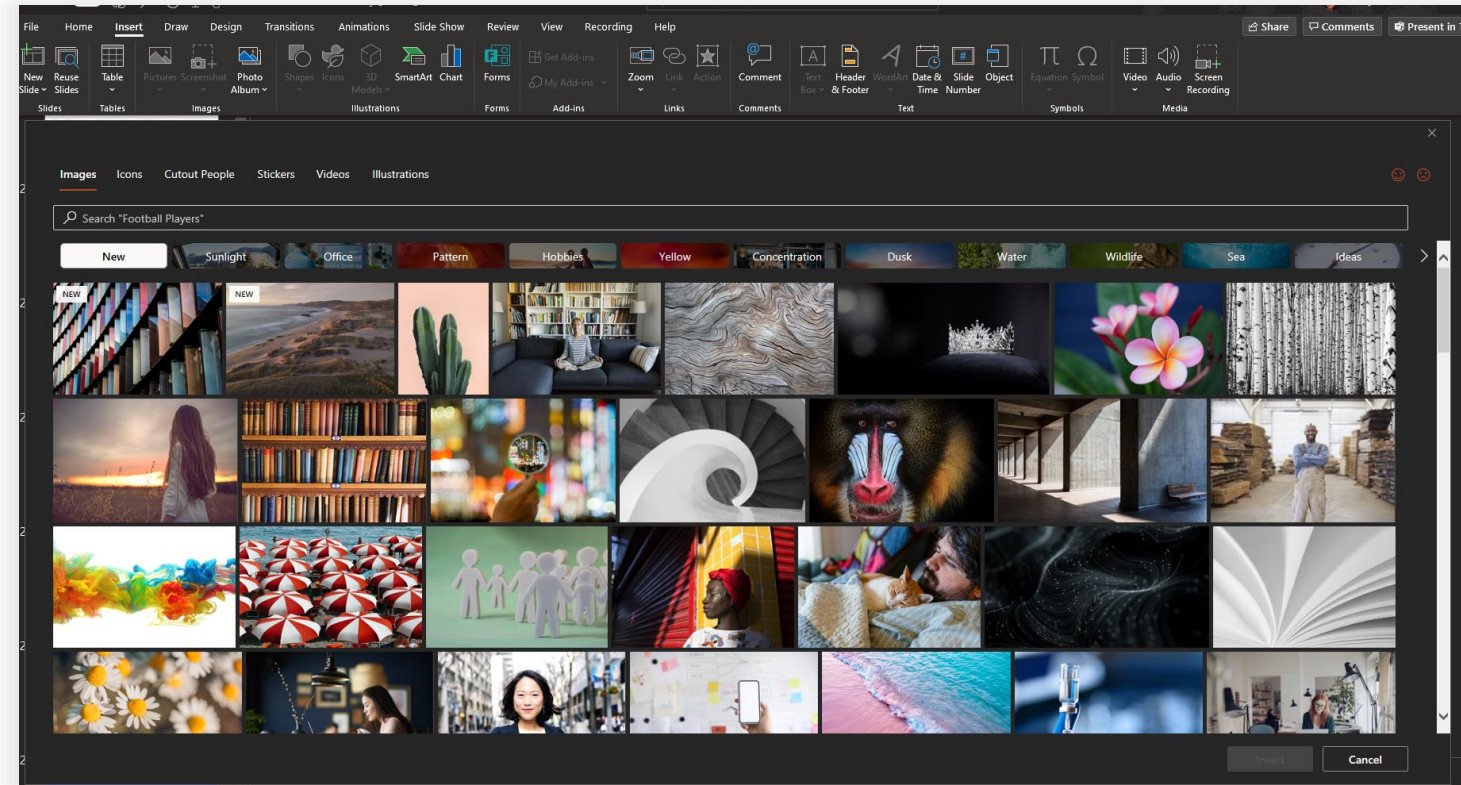 File Home Insert Draw Design Transitions Animations Slide Show Review View Recording Help
Share Comments Present in T
New Slide Reuse Slides Table Pictures Screenshot Photo Album Shapes Icons 3D Models SmartArt Chart Forms Get Add-ins My Add-ins Zoom Link Action Comment Text Box Header & Footer WordArt Date & Time Slide Number Object Equation Symbol Video Audio Screen Recording
Slides Tables Images Illustrations Forms Add-ins Links Comments Text Symbols Media
Images Icons Cutout People Stickers Videos Illustrations
Search "Football Players"
New Sunlight Office Pattern Hobbies Yellow Concentration Dusk Water Wildlife Sea Ideas
NEW NEW
Insert Cancel